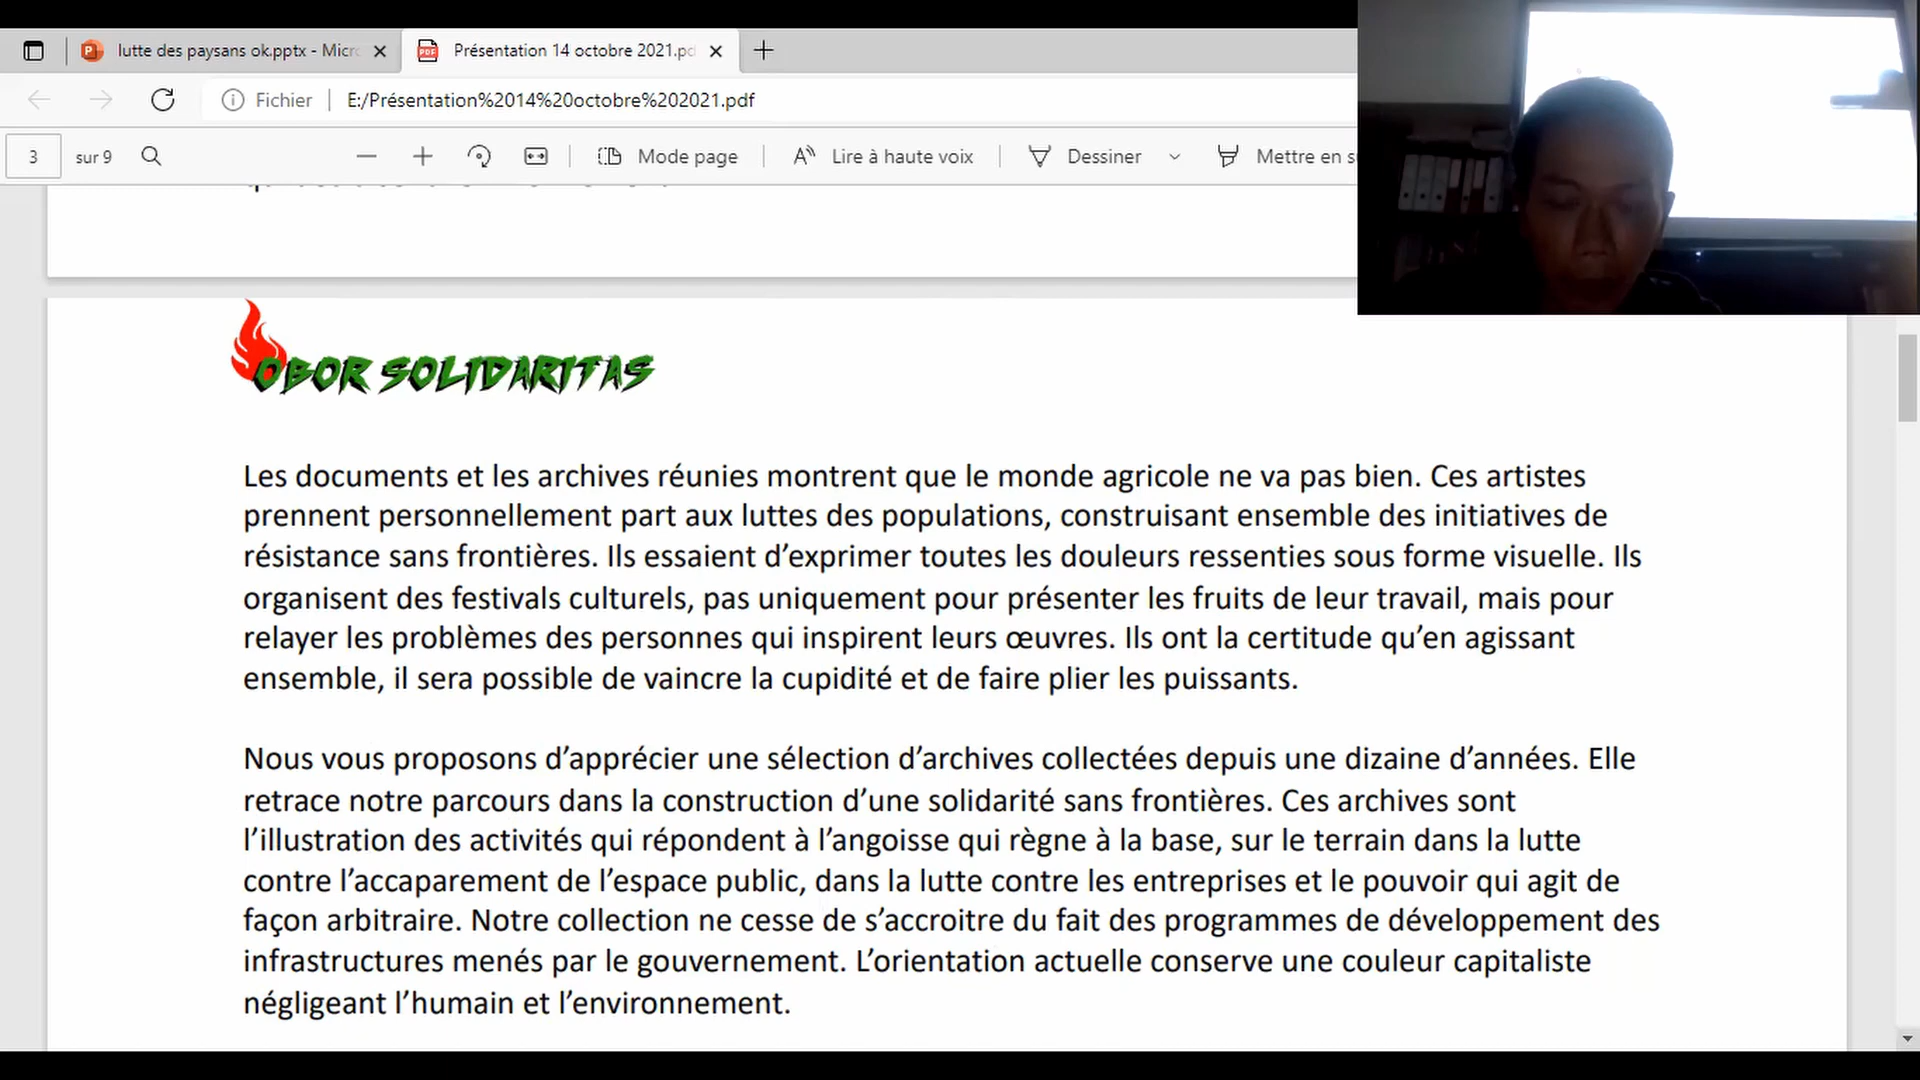 lutte des paysans ok.pptx - Micr
Présentation 14 octobre 2021.pd
Fichier
E:/Présentation%2014%20octobre%202021.pdf
3 sur 9
Mode page
Lire à haute voix
Dessiner
Mettre en su
OBOR SOLIDARITAS
Les documents et les archives réunies montrent que le monde agricole ne va pas bien. Ces artistes
prennent personnellement part aux luttes des populations, construisant ensemble des initiatives de
résistance sans frontières. Ils essaient d’exprimer toutes les douleurs ressenties sous forme visuelle. Ils
organisent des festivals culturels, pas uniquement pour présenter les fruits de leur travail, mais pour
relayer les problèmes des personnes qui inspirent leurs œuvres. Ils ont la certitude qu’en agissant
ensemble, il sera possible de vaincre la cupidité et de faire plier les puissants.
Nous vous proposons d’apprécier une sélection d’archives collectées depuis une dizaine d’années. Elle
retrace notre parcours dans la construction d’une solidarité sans frontières. Ces archives sont
l’illustration des activités qui répondent à l’angoisse qui règne à la base, sur le terrain dans la lutte
contre l’accaparement de l’espace public, dans la lutte contre les entreprises et le pouvoir qui agit de
façon arbitraire. Notre collection ne cesse de s’accroitre du fait des programmes de développement des
infrastructures menés par le gouvernement. L’orientation actuelle conserve une couleur capitaliste
négligeant l’humain et l’environnement.